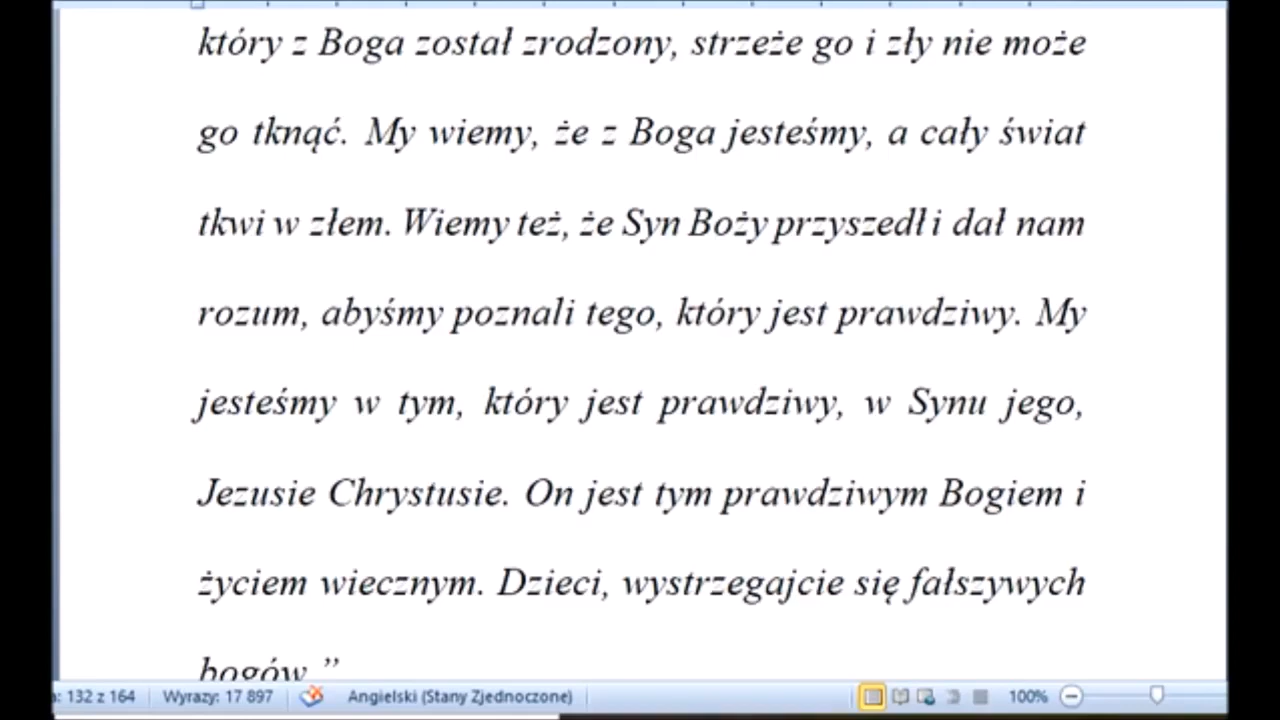 który z Boga został zrodzony, strzeże go i zły nie może
go tknąć. My wiemy, że z Boga jesteśmy, a cały świat
tkwi w złem. Wiemy też, że Syn Boży przyszedł i dał nam
rozum, abyśmy poznali tego, który jest prawdziwy. My
jesteśmy w tym, który jest prawdziwy, w Synu jego,
Jezusie Chrystusie. On jest tym prawdziwym Bogiem i
życiem wiecznym. Dzieci, wystrzegajcie się fałszywych
bogów.”
: 132 z 164 Wyrazy: 17 897 Angielski (Stany Zjednoczone) 100%